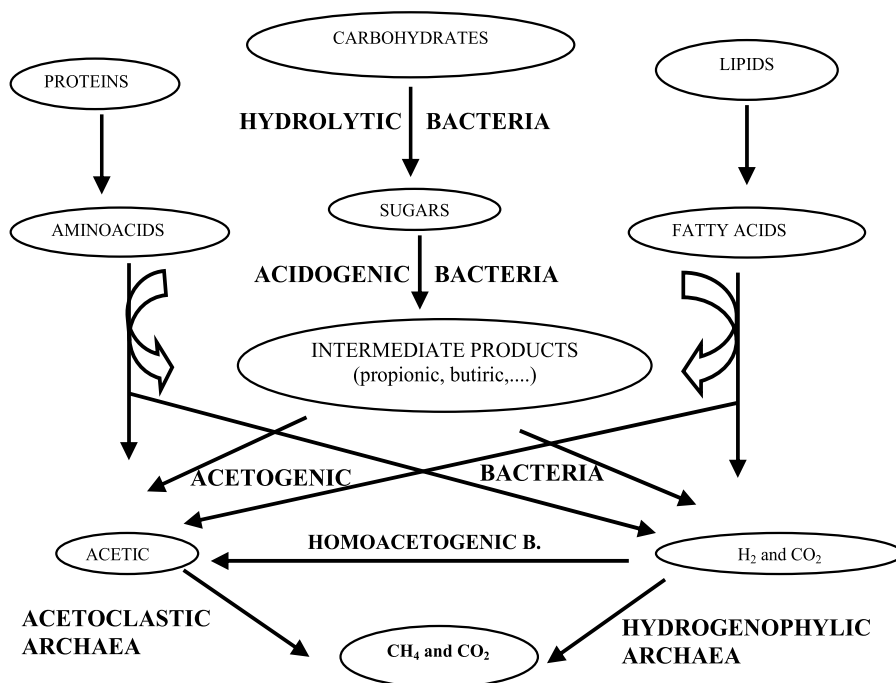 CARBOHYDRATES
PROTEINS
LIPIDS
HYDROLYTIC BACTERIA
AMINOACIDS
SUGARS
FATTY ACIDS
ACIDOGENIC BACTERIA
INTERMEDIATE PRODUCTS
(propionic, butiric,....)
ACETOGENIC BACTERIA
HOMOACETOGENIC B.
ACETIC
H₂ and CO₂
ACETOCLASTIC
ARCHAEA
CH₄ and CO₂
HYDROGENOPHYLIC
ARCHAEA